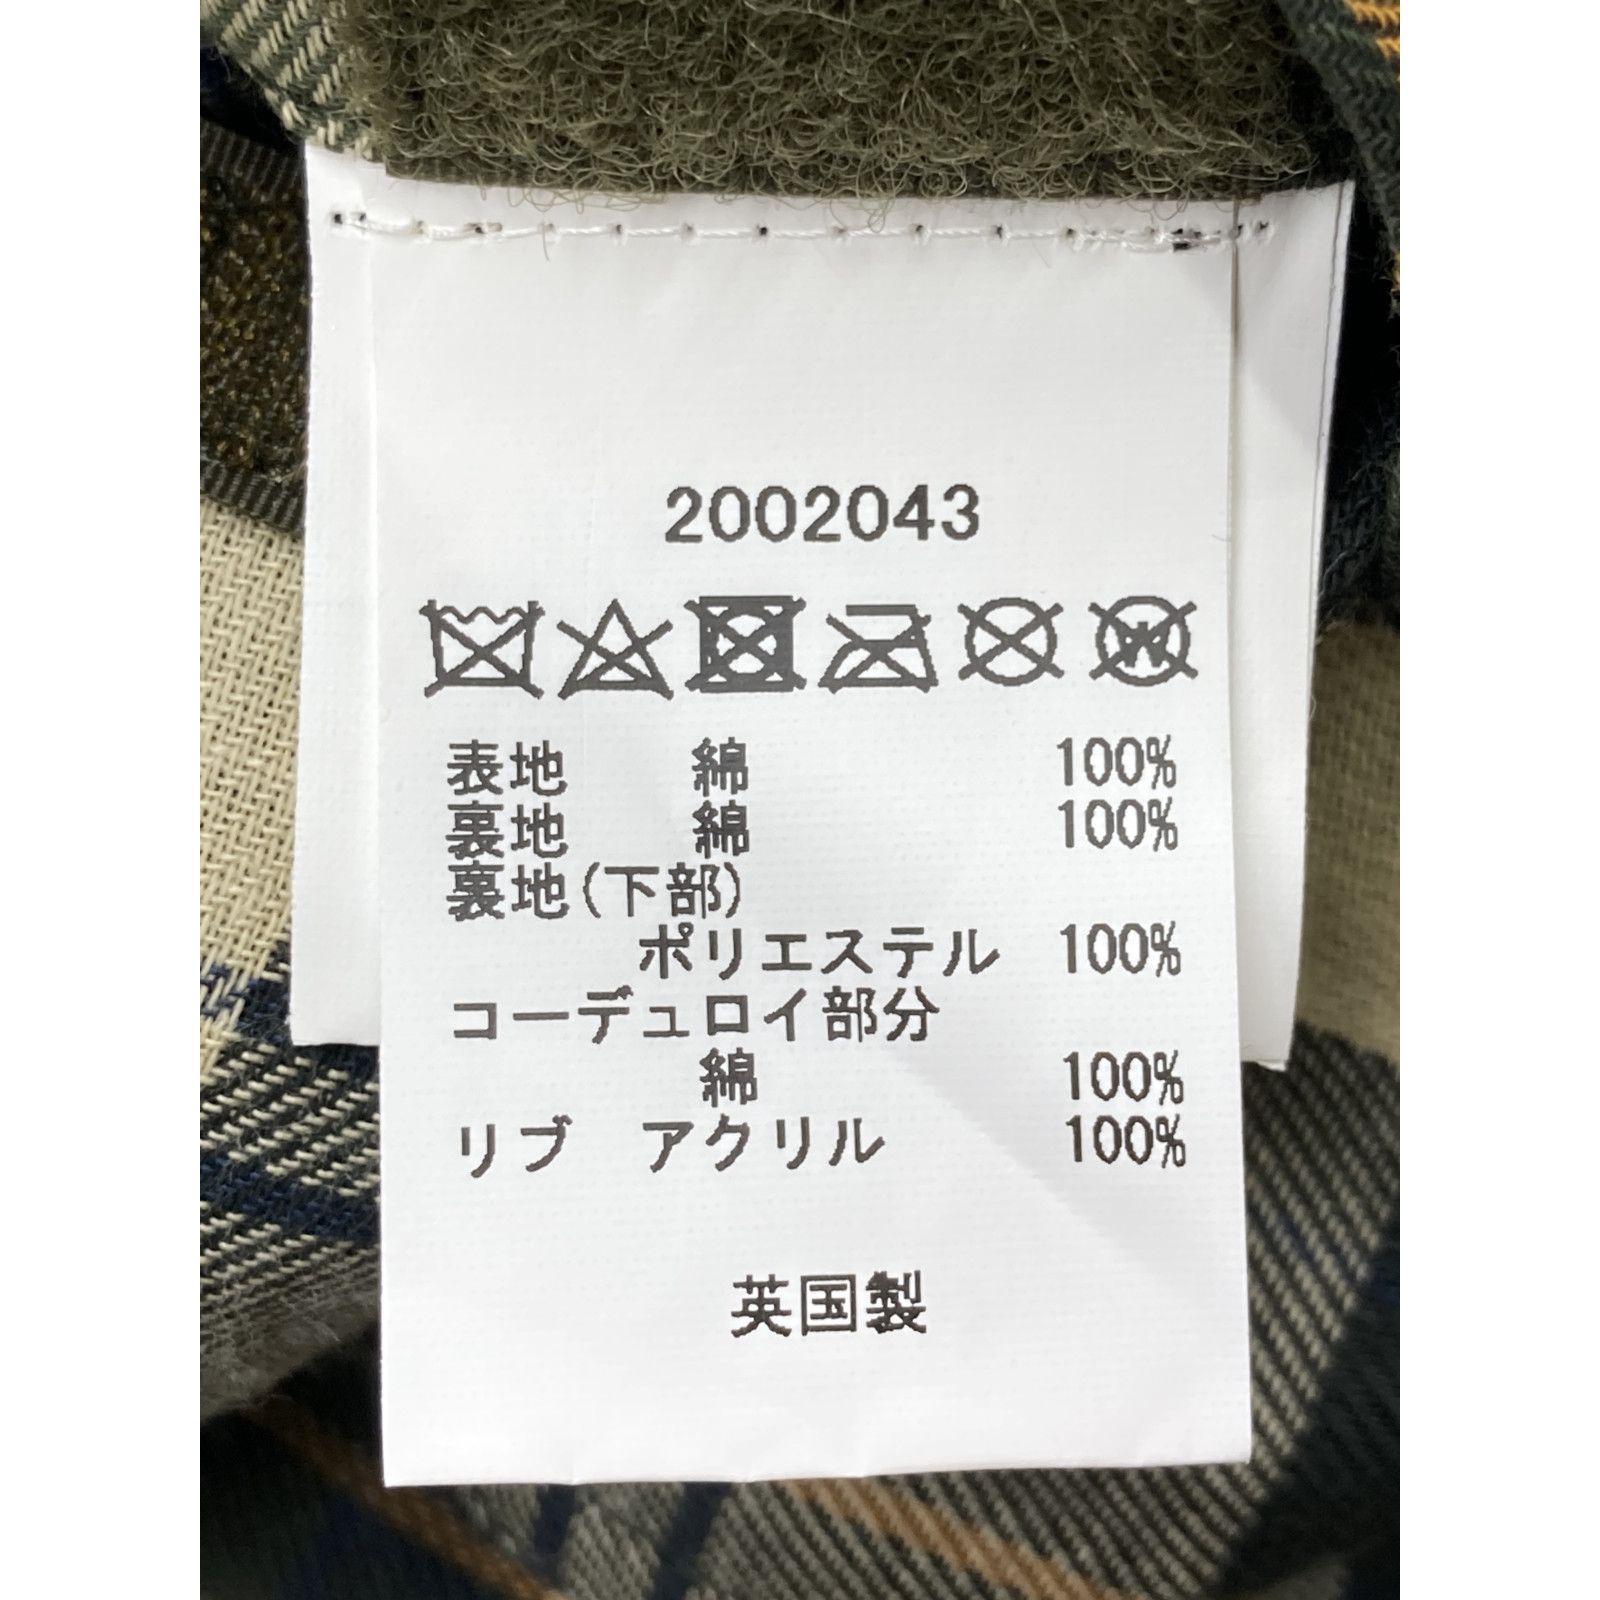 2002043
W
表地 綿 100%
裏地 綿 100%
裏地(下部)
ポリエステル 100%
コーデュロイ部分
綿 100%
リブ アクリル 100%
英国製